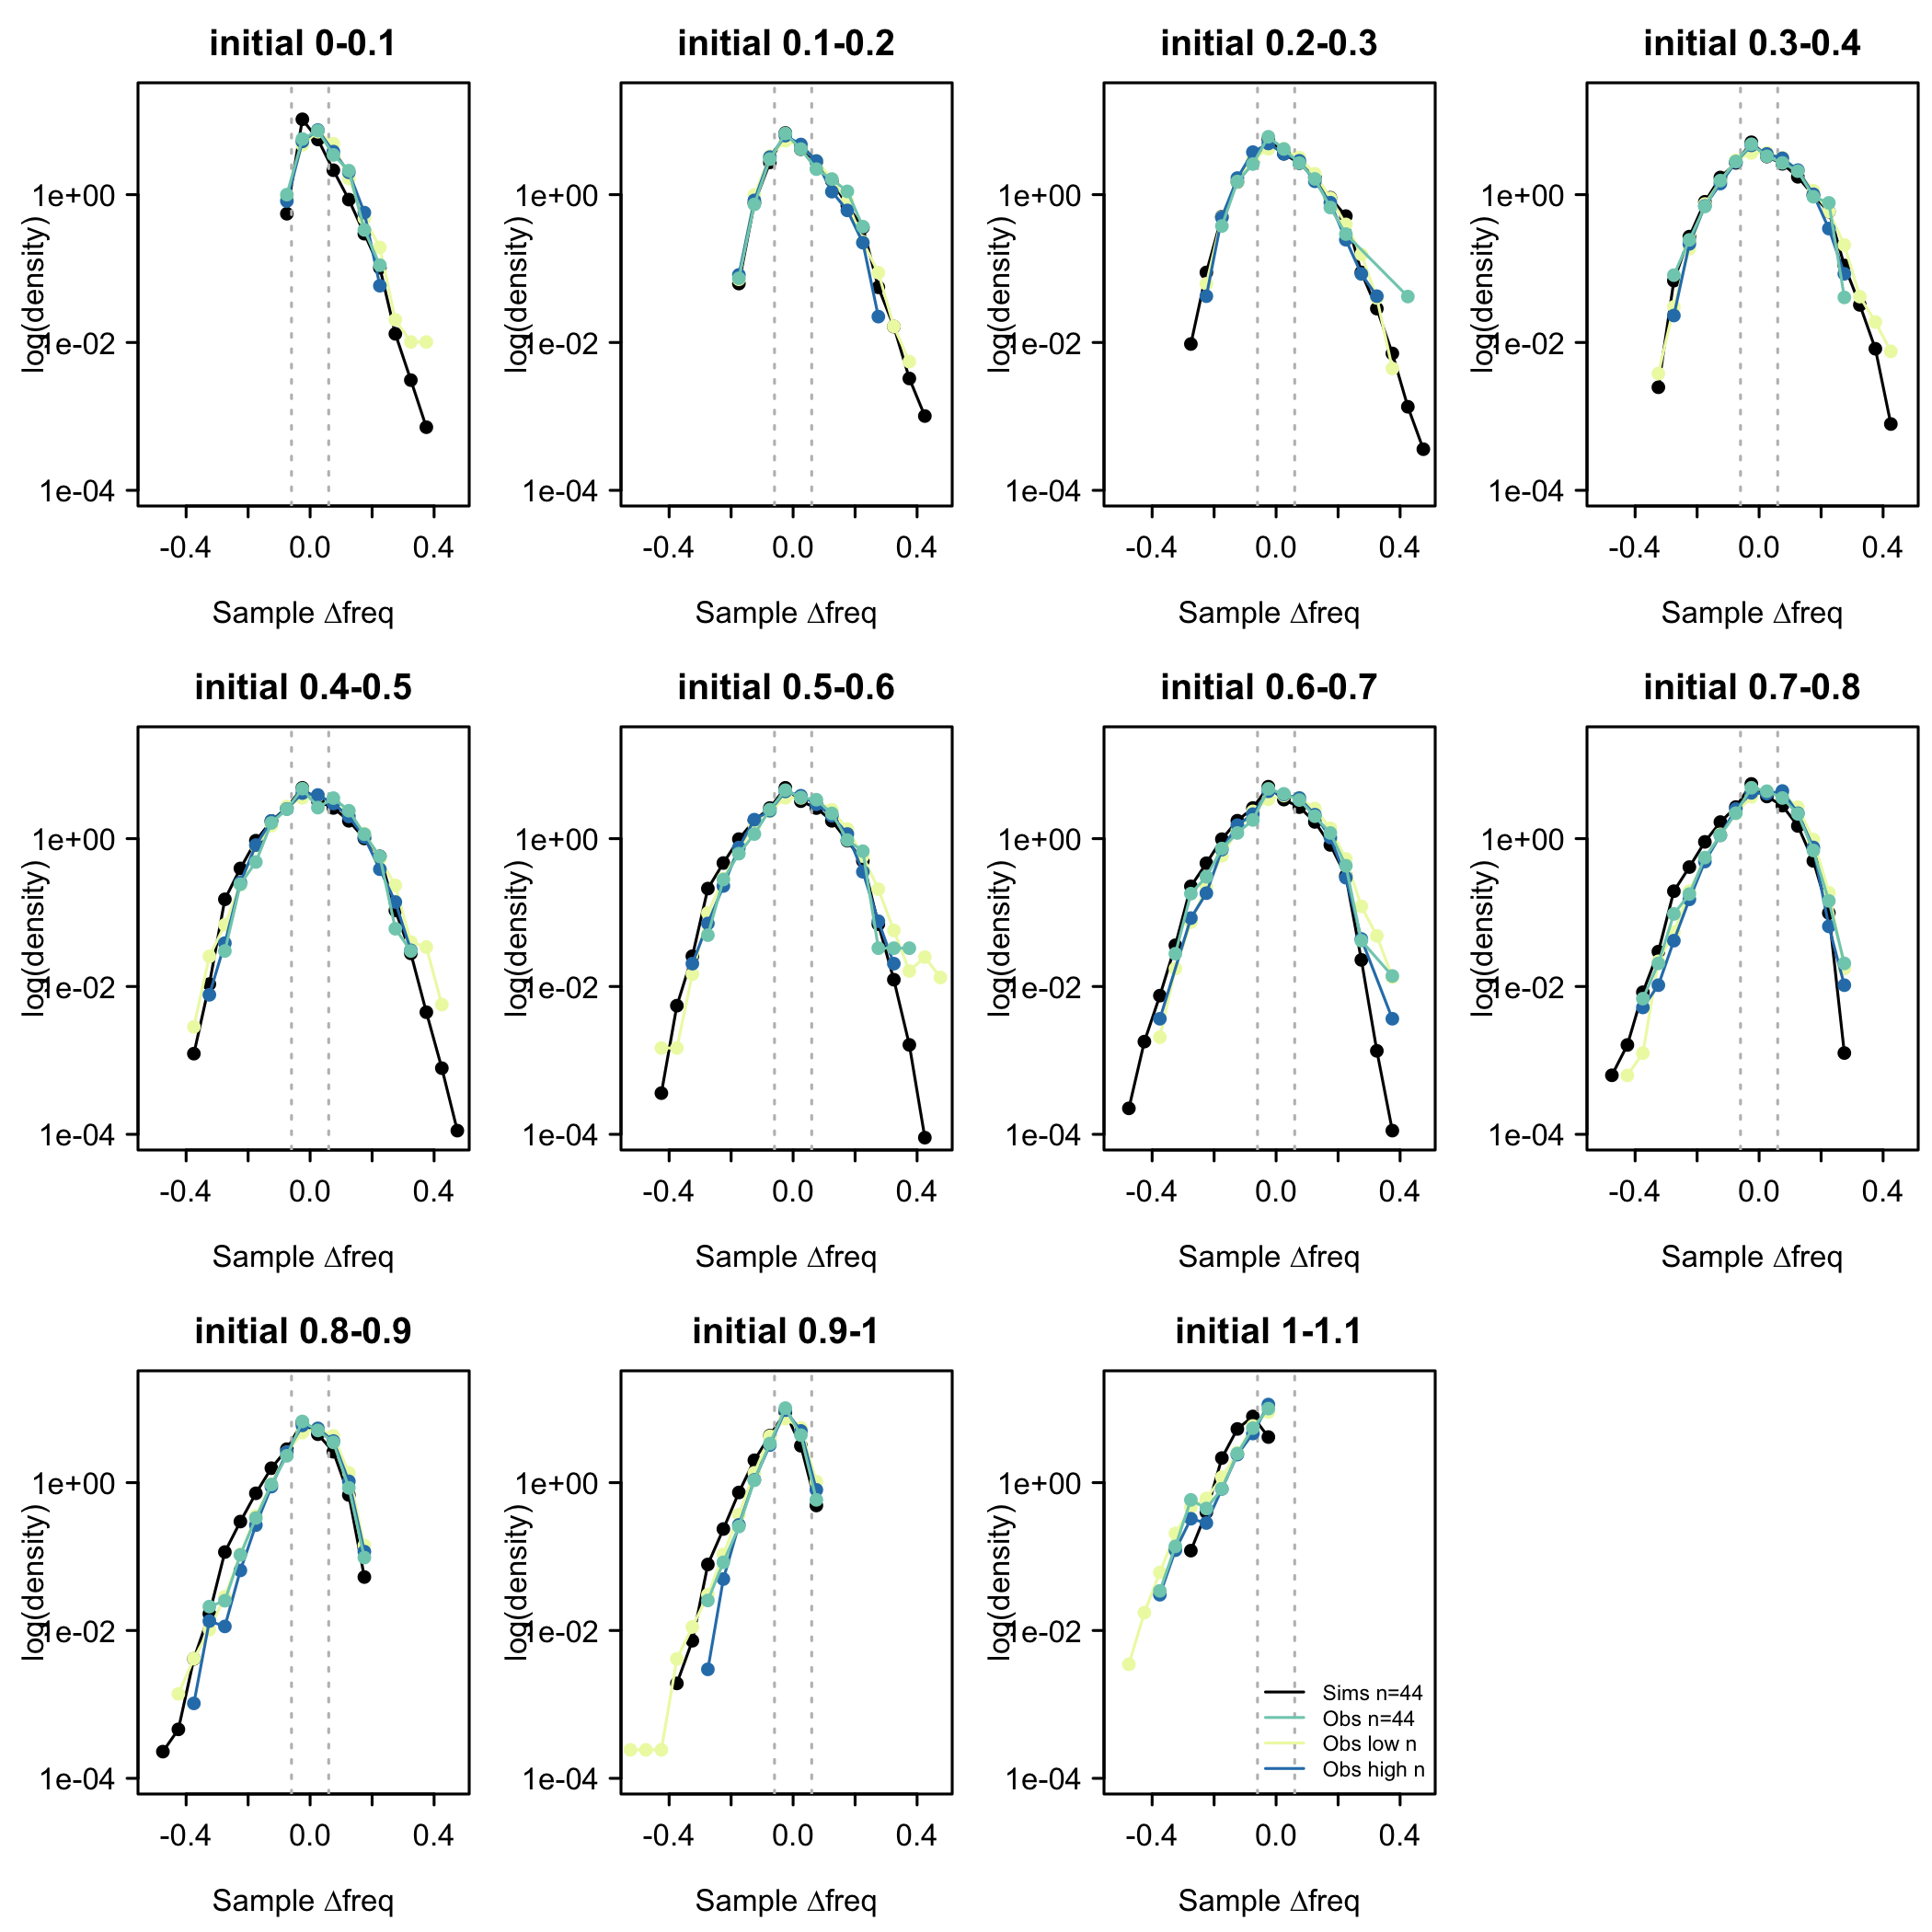 initial 0-0.1
log(density)
1e+00
1e-02
1e-04
-0.4
0.0
0.4
Sample Δfreq
initial 0.1-0.2
log(density)
1e+00
1e-02
1e-04
-0.4
0.0
0.4
Sample Δfreq
initial 0.2-0.3
log(density)
1e+00
1e-02
1e-04
-0.4
0.0
0.4
Sample Δfreq
initial 0.3-0.4
log(density)
1e+00
1e-02
1e-04
-0.4
0.0
0.4
Sample Δfreq
initial 0.4-0.5
log(density)
1e+00
1e-02
1e-04
-0.4
0.0
0.4
Sample Δfreq
initial 0.5-0.6
log(density)
1e+00
1e-02
1e-04
-0.4
0.0
0.4
Sample Δfreq
initial 0.6-0.7
log(density)
1e+00
1e-02
1e-04
-0.4
0.0
0.4
Sample Δfreq
initial 0.7-0.8
log(density)
1e+00
1e-02
1e-04
-0.4
0.0
0.4
Sample Δfreq
initial 0.8-0.9
log(density)
1e+00
1e-02
1e-04
-0.4
0.0
0.4
Sample Δfreq
initial 0.9-1
log(density)
1e+00
1e-02
1e-04
-0.4
0.0
0.4
Sample Δfreq
initial 1-1.1
log(density)
1e+00
1e-02
1e-04
Sims n=44
Obs n=44
Obs low n
Obs high n
-0.4
0.0
0.4
Sample Δfreq